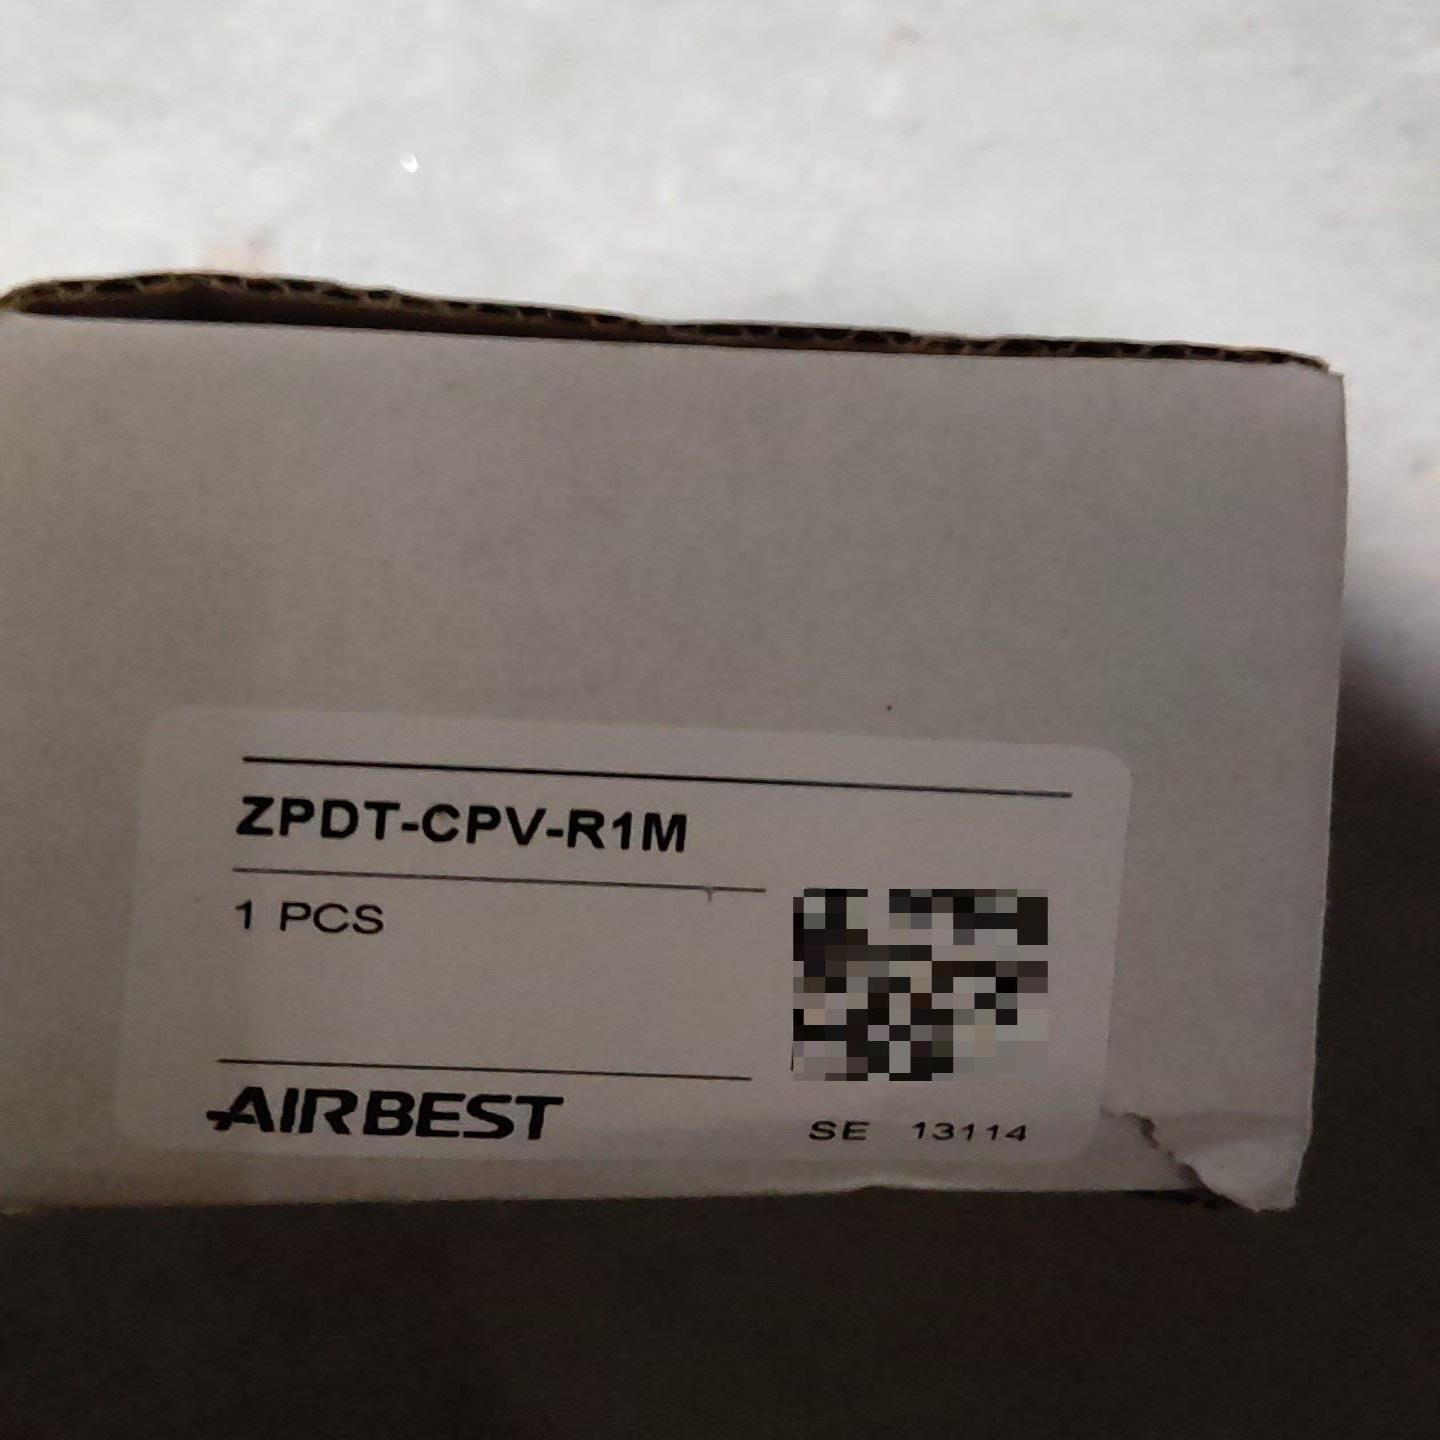 ZPDT-CPV-R1M
1 PCS
AIRBEST
SE 13114